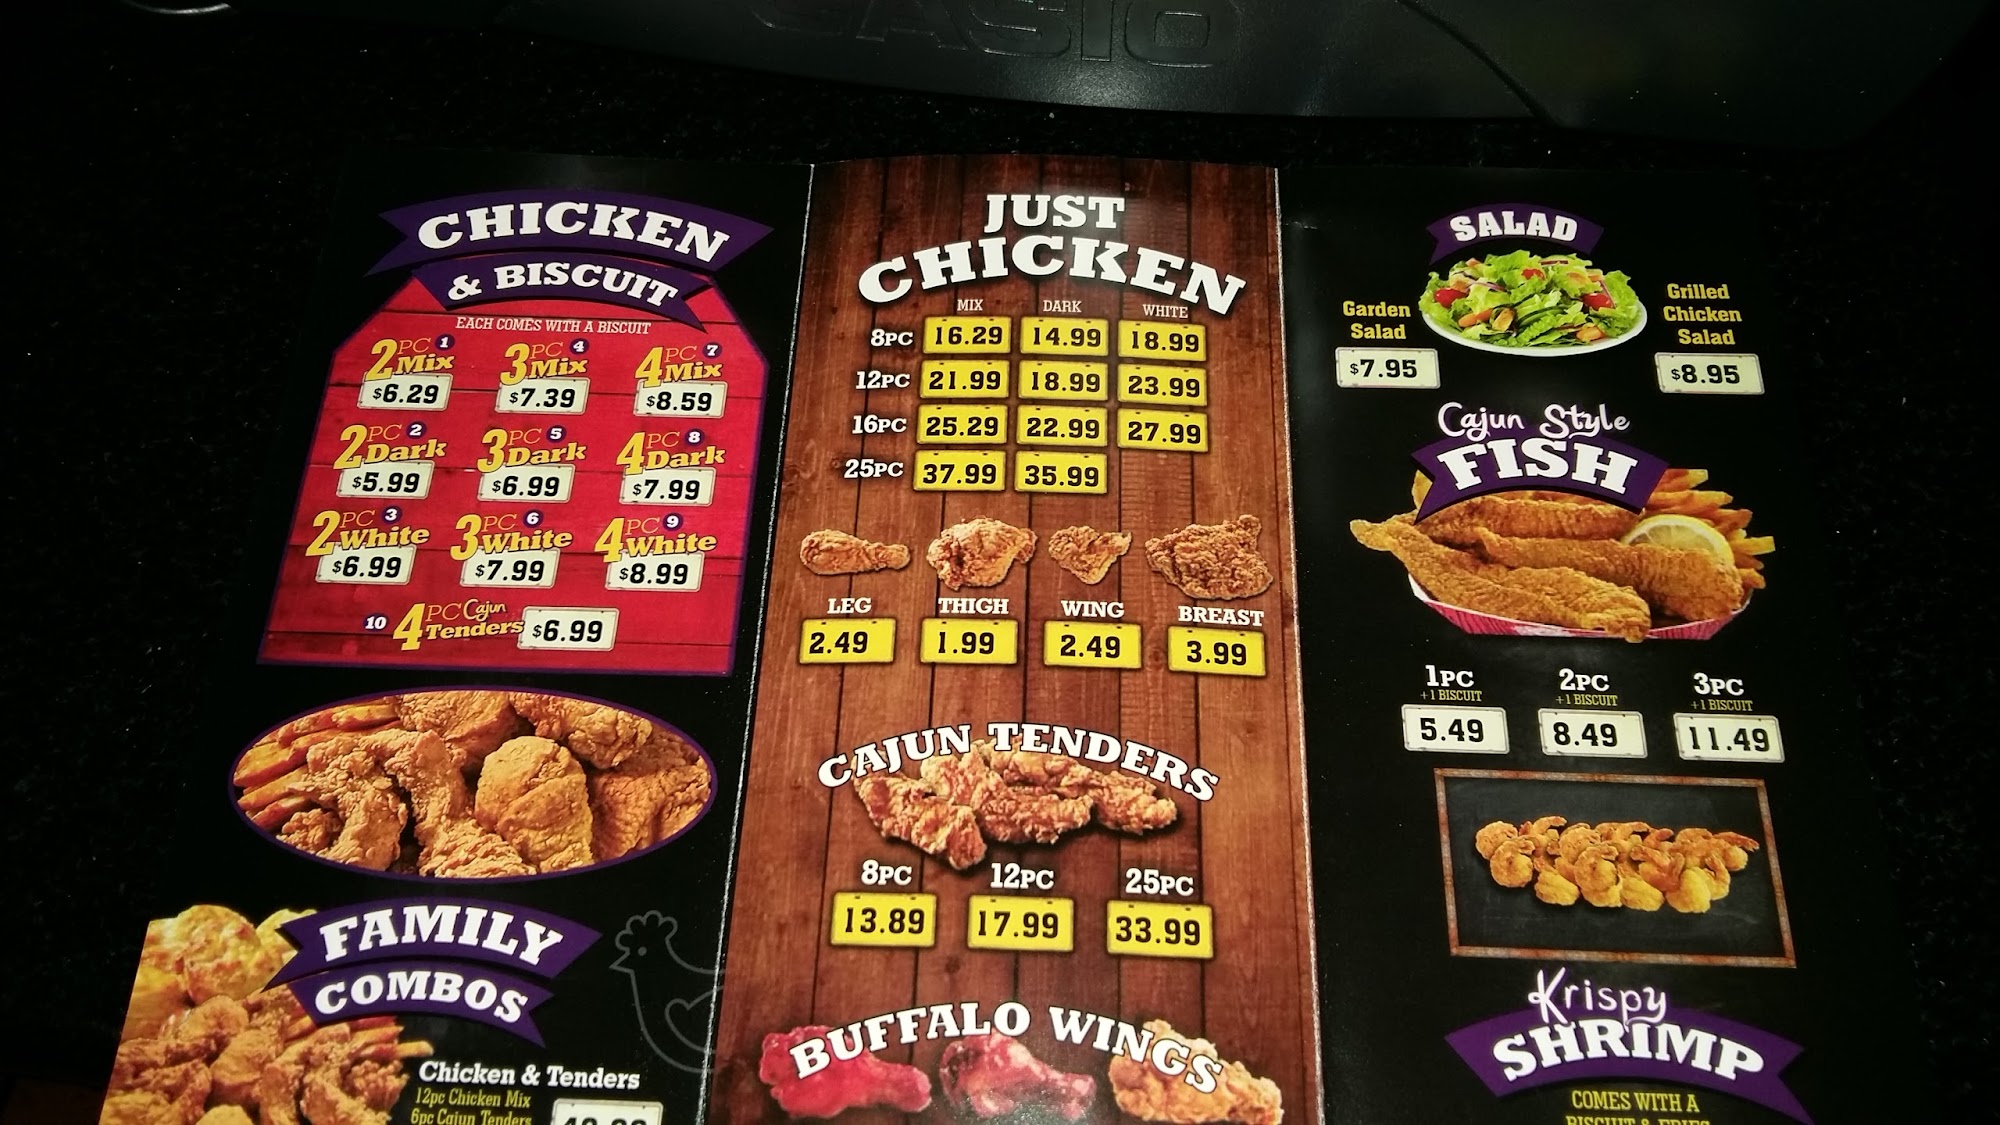 CASIO
CHICKEN
& BISCUIT
EACH COMES WITH A BISCUIT
2PC Mix 1
$6.29
3PC Mix 4
$7.39
4PC Mix 7
$8.59
2PC Dark 2
$5.99
3PC Dark 5
$6.99
4PC Dark 8
$7.99
2PC White 3
$6.99
3PC White 6
$7.99
4PC White 9
$8.99
10 4PC Cajun Tenders $6.99
FAMILY
COMBOS
Chicken & Tenders
12pc Chicken Mix
6pc Cajun Tenders
JUST
CHICKEN
MIX DARK WHITE
8PC 16.29 14.99 18.99
12PC 21.99 18.99 23.99
16PC 25.29 22.99 27.99
25PC 37.99 35.99
LEG THIGH WING BREAST
2.49 1.99 2.49 3.99
CAJUN TENDERS
8PC 12PC 25PC
13.89 17.99 33.99
BUFFALO WINGS
SALAD
Garden
Salad
$7.95
Grilled
Chicken
Salad
$8.95
Cajun Style
FISH
1PC 2PC 3PC
+1 BISCUIT +1 BISCUIT +1 BISCUIT
5.49 8.49 11.49
Krispy
SHRIMP
COMES WITH A
BISCUIT & FRIES